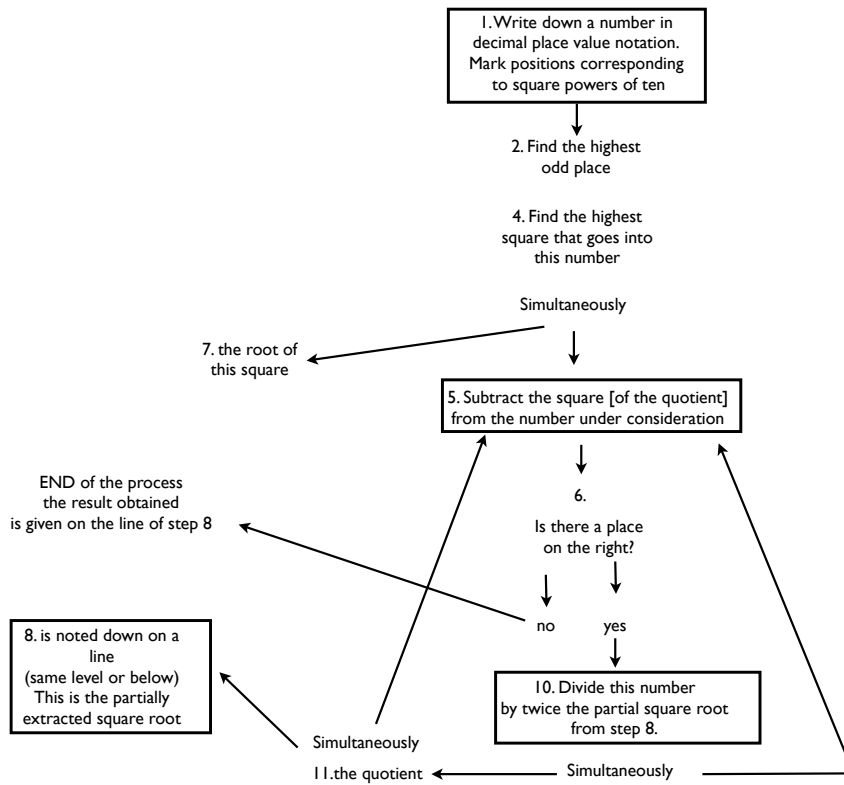 1. Write down a number in
decimal place value notation.
Mark positions corresponding
to square powers of ten
2. Find the highest
odd place
4. Find the highest
square that goes into
this number
Simultaneously
7. the root of
this square
5. Subtract the square [of the quotient]
from the number under consideration
6.
Is there a place
on the right?
END of the process
the result obtained
is given on the line of step 8
no
yes
8. is noted down on a
line
(same level or below)
This is the partially
extracted square root
10. Divide this number
by twice the partial square root
from step 8.
Simultaneously
11.the quotient
Simultaneously